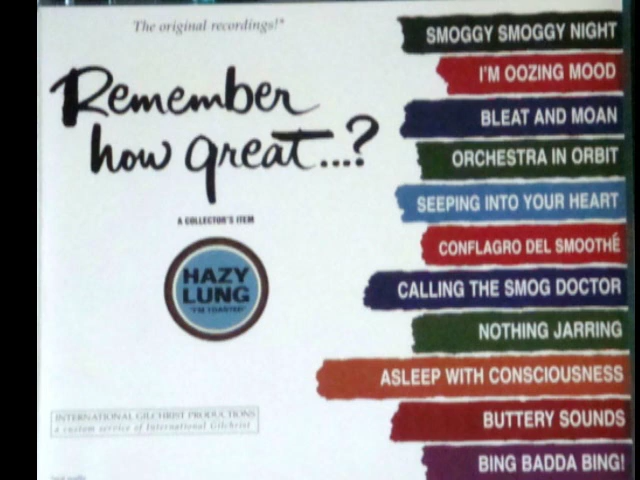 The original recordings!*
Remember
how great...?
A COLLECTOR'S ITEM
HAZY
LUNG
"I'M TOASTED"
INTERNATIONAL GILCHRIST PRODUCTIONS
a custom service of International Gilchrist
SMOGGY SMOGGY NIGHT
I'M OOZING MOOD
BLEAT AND MOAN
ORCHESTRA IN ORBIT
SEEPING INTO YOUR HEART
CONFLAGRO DEL SMOOTHÉ
CALLING THE SMOG DOCTOR
NOTHING JARRING
ASLEEP WITH CONSCIOUSNESS
BUTTERY SOUNDS
BING BADDA BING!